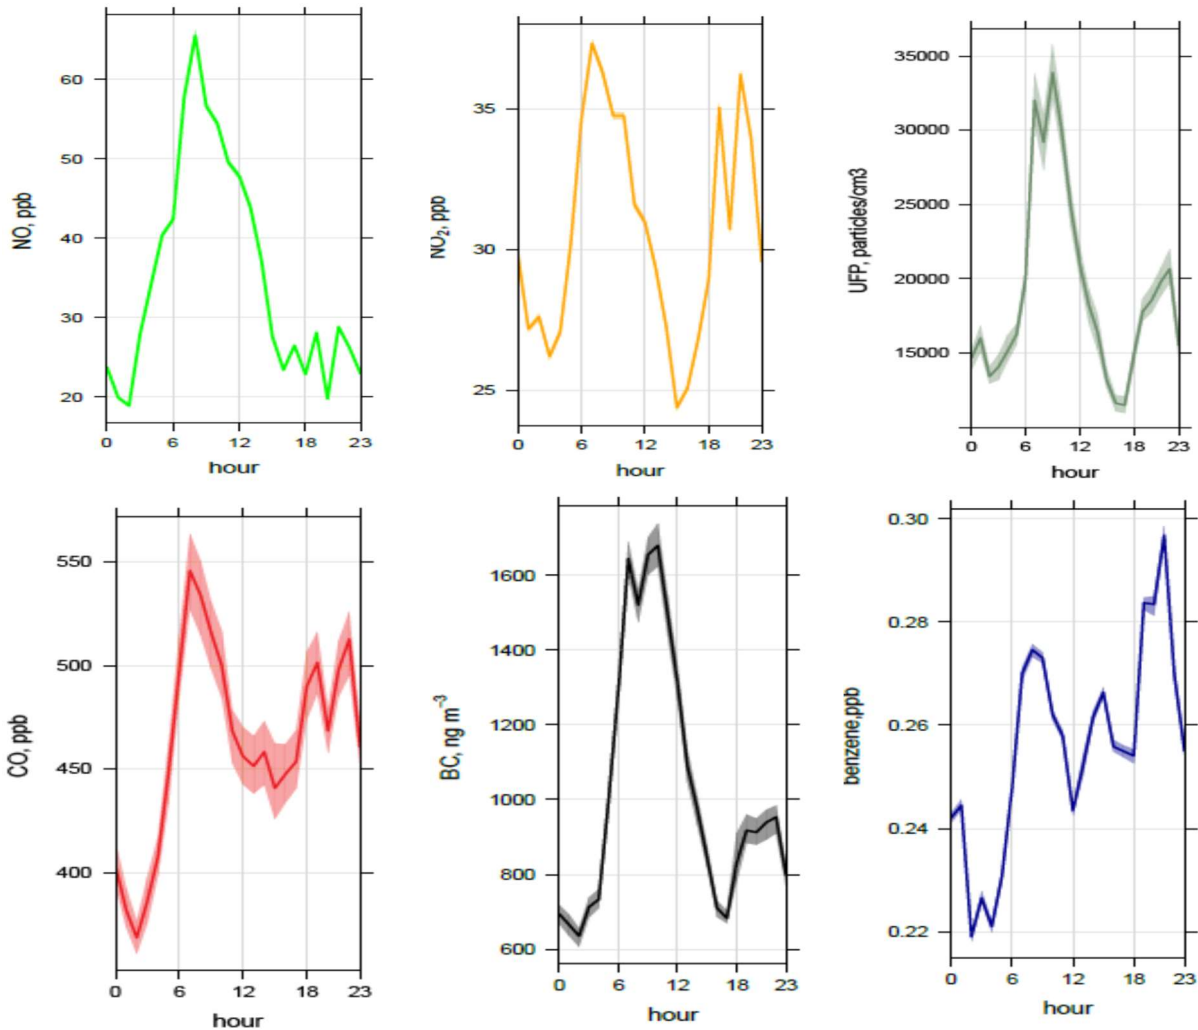 NO, ppb
60
50
40
30
20
0 6 12 18 23
hour
NO2, ppb
35
30
25
0 6 12 18 23
hour
UFP, particles/cm3
35000
30000
25000
20000
15000
0 6 12 18 23
hour
CO, ppb
550
500
450
400
0 6 12 18 23
hour
BC, ng m−3
1600
1400
1200
1000
800
600
0 6 12 18 23
hour
benzene,ppb
0.30
0.28
0.26
0.24
0.22
0 6 12 18 23
hour